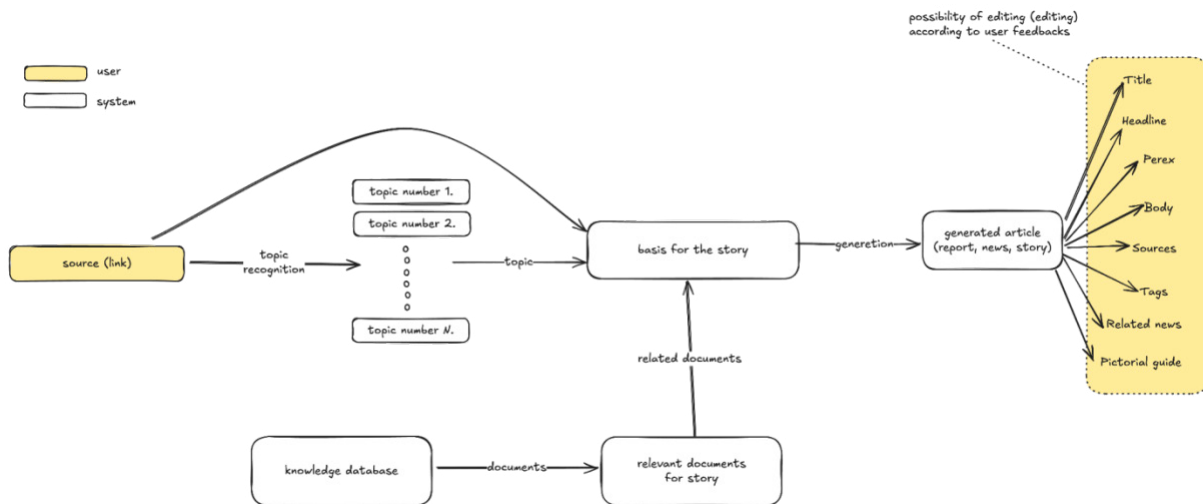 possibility of editing (editing)
according to user feedbacks
user
system
Title
Headline
Perex
Body
Sources
Tags
Related news
Pictorial guide
topic number 1.
topic number 2.
topic number N.
source (link)
topic
recognition
topic
basis for the story
generetion
generated article
(report, news, story)
related documents
knowledge database
documents
relevant documents
for story